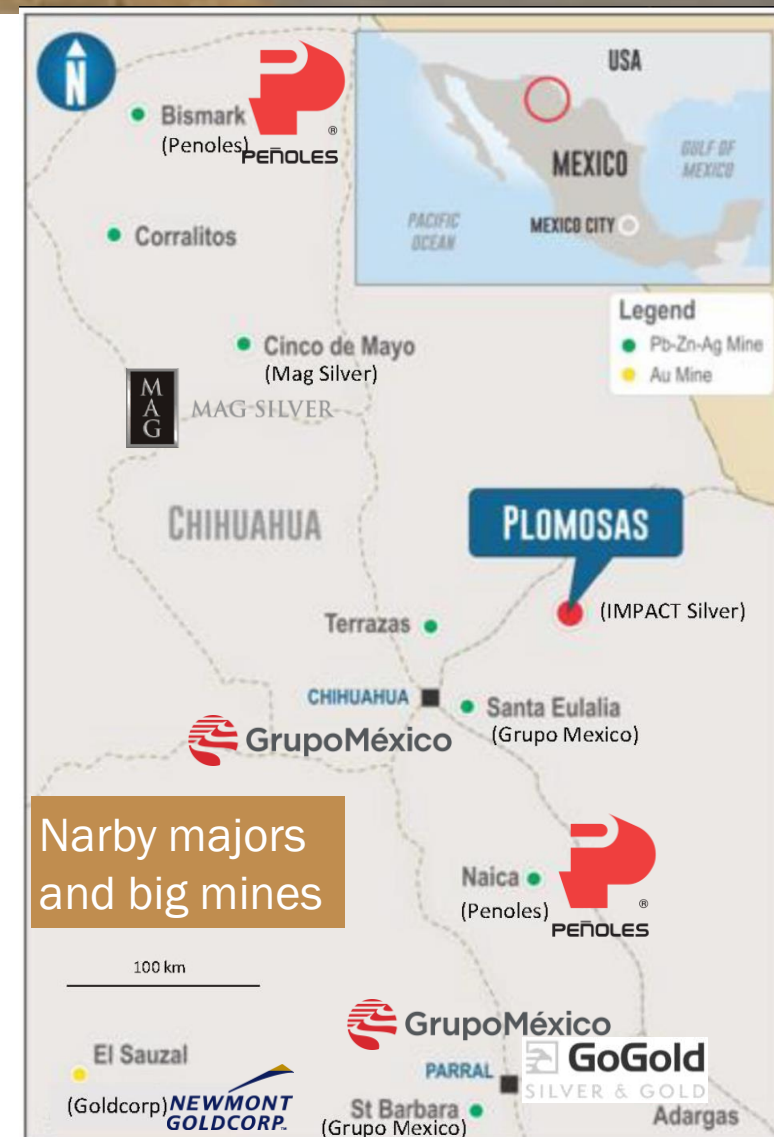 N
Bismark
(Penoles)
PEÑOLES
®
USA
MEXICO
GULF OF
MEXICO
PACIFIC
OCEAN
MEXICO CITY
Corralitos
Legend
Pb-Zn-Ag Mine
Au Mine
Cinco de Mayo
(Mag Silver)
MAG
MAG SILVER
CHIHUAHUA
PLOMOSAS
(IMPACT Silver)
Terrazas
CHIHUAHUA
Santa Eulalia
(Grupo Mexico)
GrupoMéxico
Narby majors
and big mines
Naica
(Penoles)
PEÑOLES
®
100 km
GrupoMéxico
GoGold
SILVER & GOLD
El Sauzal
(Goldcorp)
NEWMONT
GOLDCORP.
PARRAL
St Barbara
(Grupo Mexico)
Adargas